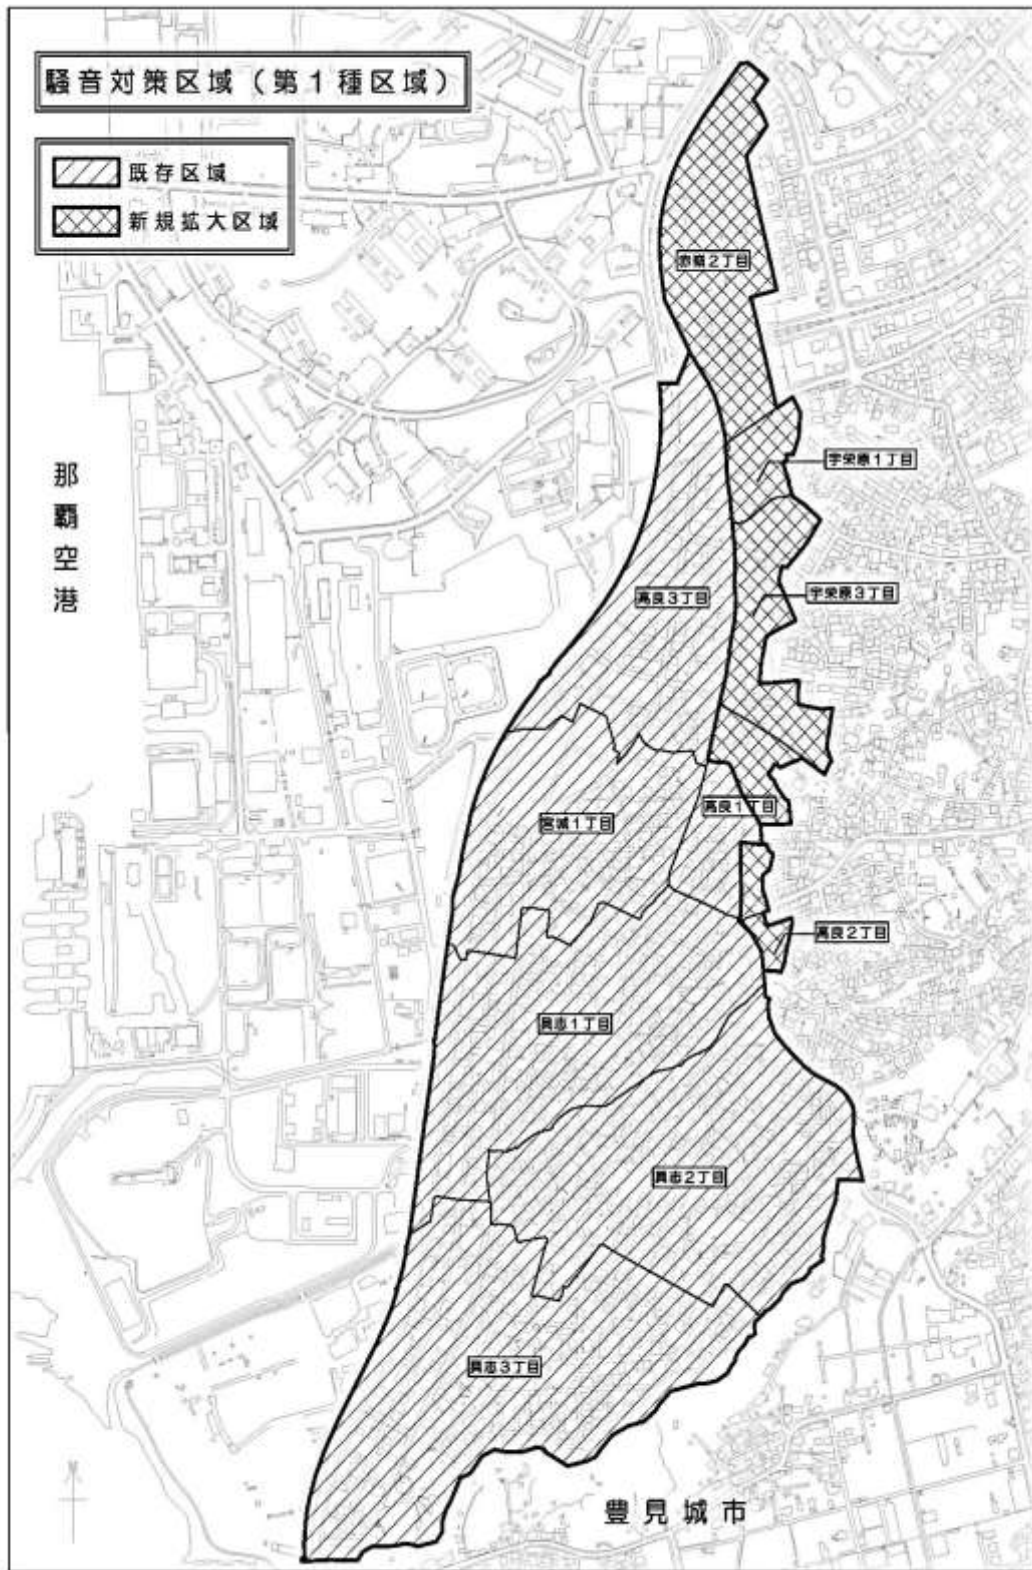 騒音対策区域（第１種区域）
既存区域
新規拡大区域
赤嶺２丁目
宇栄原１丁目
那覇空港
宇栄原３丁目
高良３丁目
高良１丁目
宮城１丁目
高良２丁目
具志１丁目
具志２丁目
具志３丁目
豊見城市